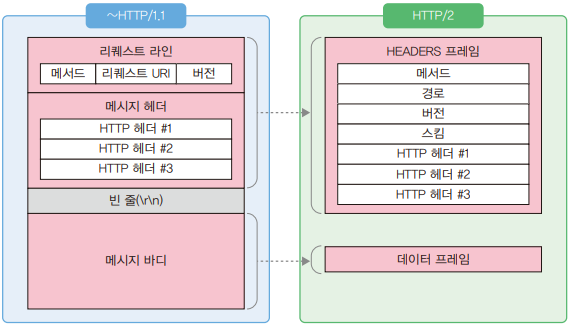 ~HTTP/1.1
리퀘스트 라인
메서드 리퀘스트 URI 버전
메시지 헤더
HTTP 헤더 #1
HTTP 헤더 #2
HTTP 헤더 #3
빈 줄(\r\n)
메시지 바디
HTTP/2
HEADERS 프레임
메서드
경로
버전
스킴
HTTP 헤더 #1
HTTP 헤더 #2
HTTP 헤더 #3
데이터 프레임